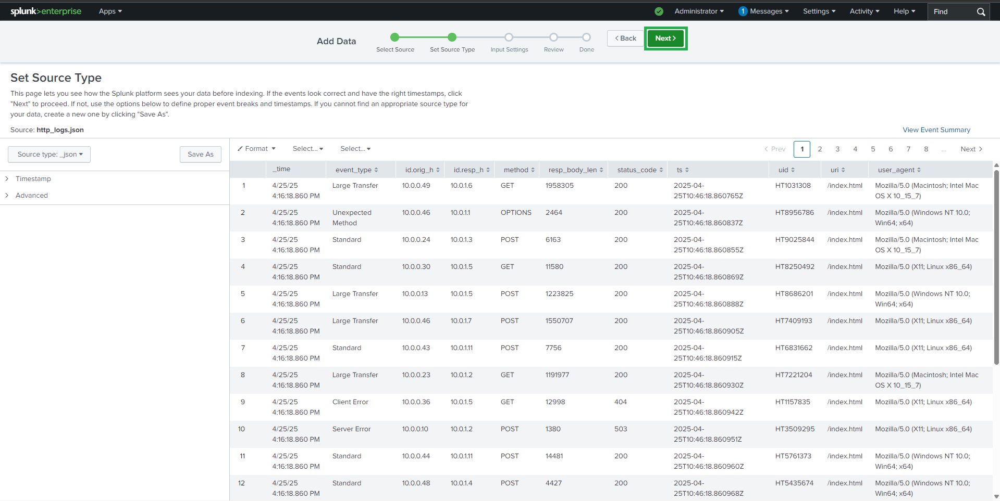 splunk>enterprise Apps Administrator 1 Messages Settings Activity Help Find
Add Data
Select Source Set Source Type Input Settings Review Done
< Back Next >
Set Source Type
This page lets you see how the Splunk platform sees your data before indexing. If the events look correct and have the right timestamps, click
"Next" to proceed. If not, use the options below to define proper event breaks and timestamps. If you cannot find an appropriate source type for
your data, create a new one by clicking "Save As".
Source: http_logs.json
View Event Summary
Source type: _json Save As
> Timestamp
> Advanced
Format Select... Select... < Prev 1 2 3 4 5 6 7 8 ... Next >
_time event_type id.orig_h id.resp_h method resp_body_len status_code ts uid uri user_agent
1 4/25/25 Large Transfer 10.0.0.49 10.0.1.6 GET 1958305 200 2025-04- HT1031308 /index.html Mozilla/5.0 (Macintosh; Intel Mac
4:16:18.860 PM 25T10:46:18.860765Z OS X 10_15_7)
2 4/25/25 Unexpected 10.0.0.46 10.0.1.1 OPTIONS 2464 200 2025-04- HT8956786 /index.html Mozilla/5.0 (Windows NT 10.0;
4:16:18.860 PM Method 25T10:46:18.860837Z Win64; x64)
3 4/25/25 Standard 10.0.0.24 10.0.1.3 POST 6163 200 2025-04- HT9025844 /index.html Mozilla/5.0 (Macintosh; Intel Mac
4:16:18.860 PM 25T10:46:18.860855Z OS X 10_15_7)
4 4/25/25 Standard 10.0.0.30 10.0.1.5 GET 11580 200 2025-04- HT8250492 /index.html Mozilla/5.0 (X11; Linux x86_64)
4:16:18.860 PM 25T10:46:18.860869Z
5 4/25/25 Large Transfer 10.0.0.13 10.0.1.5 POST 1223825 200 2025-04- HT8686201 /index.html Mozilla/5.0 (Windows NT 10.0;
4:16:18.860 PM 25T10:46:18.860888Z Win64; x64)
6 4/25/25 Large Transfer 10.0.0.46 10.0.1.7 POST 1550707 200 2025-04- HT7409193 /index.html Mozilla/5.0 (X11; Linux x86_64)
4:16:18.860 PM 25T10:46:18.860905Z
7 4/25/25 Standard 10.0.0.43 10.0.1.11 POST 7756 200 2025-04- HT6831662 /index.html Mozilla/5.0 (X11; Linux x86_64)
4:16:18.860 PM 25T10:46:18.860915Z
8 4/25/25 Large Transfer 10.0.0.23 10.0.1.2 GET 1191977 200 2025-04- HT7221204 /index.html Mozilla/5.0 (Macintosh; Intel Mac
4:16:18.860 PM 25T10:46:18.860930Z OS X 10_15_7)
9 4/25/25 Client Error 10.0.0.36 10.0.1.5 GET 12998 404 2025-04- HT1157835 /index.html Mozilla/5.0 (X11; Linux x86_64)
4:16:18.860 PM 25T10:46:18.860942Z
10 4/25/25 Server Error 10.0.0.10 10.0.1.2 POST 1380 503 2025-04- HT3509295 /index.html Mozilla/5.0 (X11; Linux x86_64)
4:16:18.860 PM 25T10:46:18.860951Z
11 4/25/25 Standard 10.0.0.44 10.0.1.11 POST 14481 200 2025-04- HT5761373 /index.html Mozilla/5.0 (Windows NT 10.0;
4:16:18.860 PM 25T10:46:18.860960Z Win64; x64)
12 4/25/25 Standard 10.0.0.48 10.0.1.4 POST 4427 200 2025-04- HT5435674 /index.html Mozilla/5.0 (Windows NT 10.0;
4:16:18.860 PM 25T10:46:18.860968Z Win64; x64)